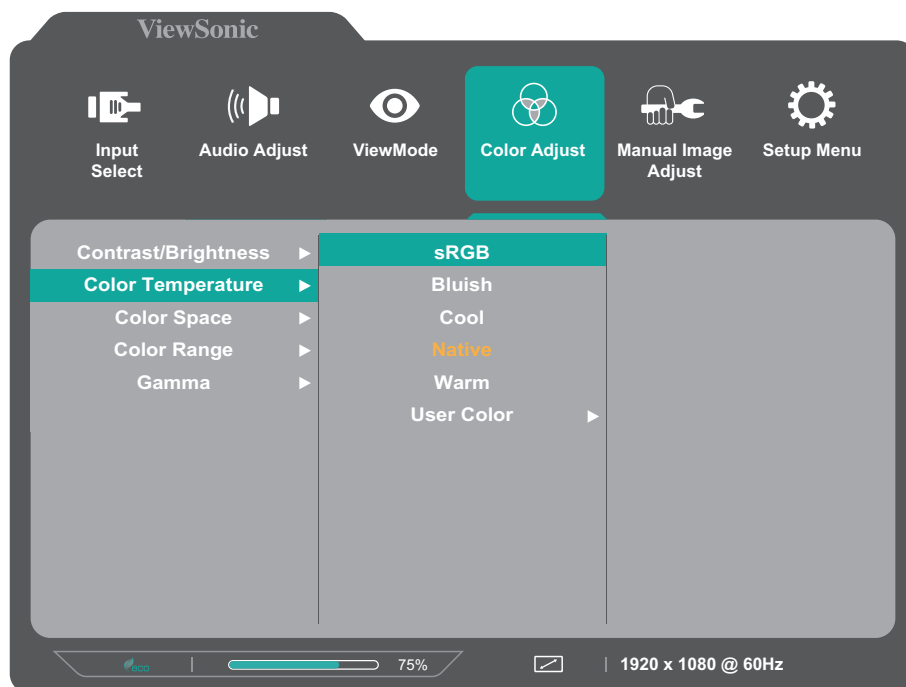 ViewSonic
Input
Select
Audio Adjust
ViewMode
Color Adjust
Manual Image
Adjust
Setup Menu
Contrast/Brightness
Color Temperature
Color Space
Color Range
Gamma
sRGB
Bluish
Cool
Native
Warm
User Color
ECO
75%
1920 x 1080 @ 60Hz